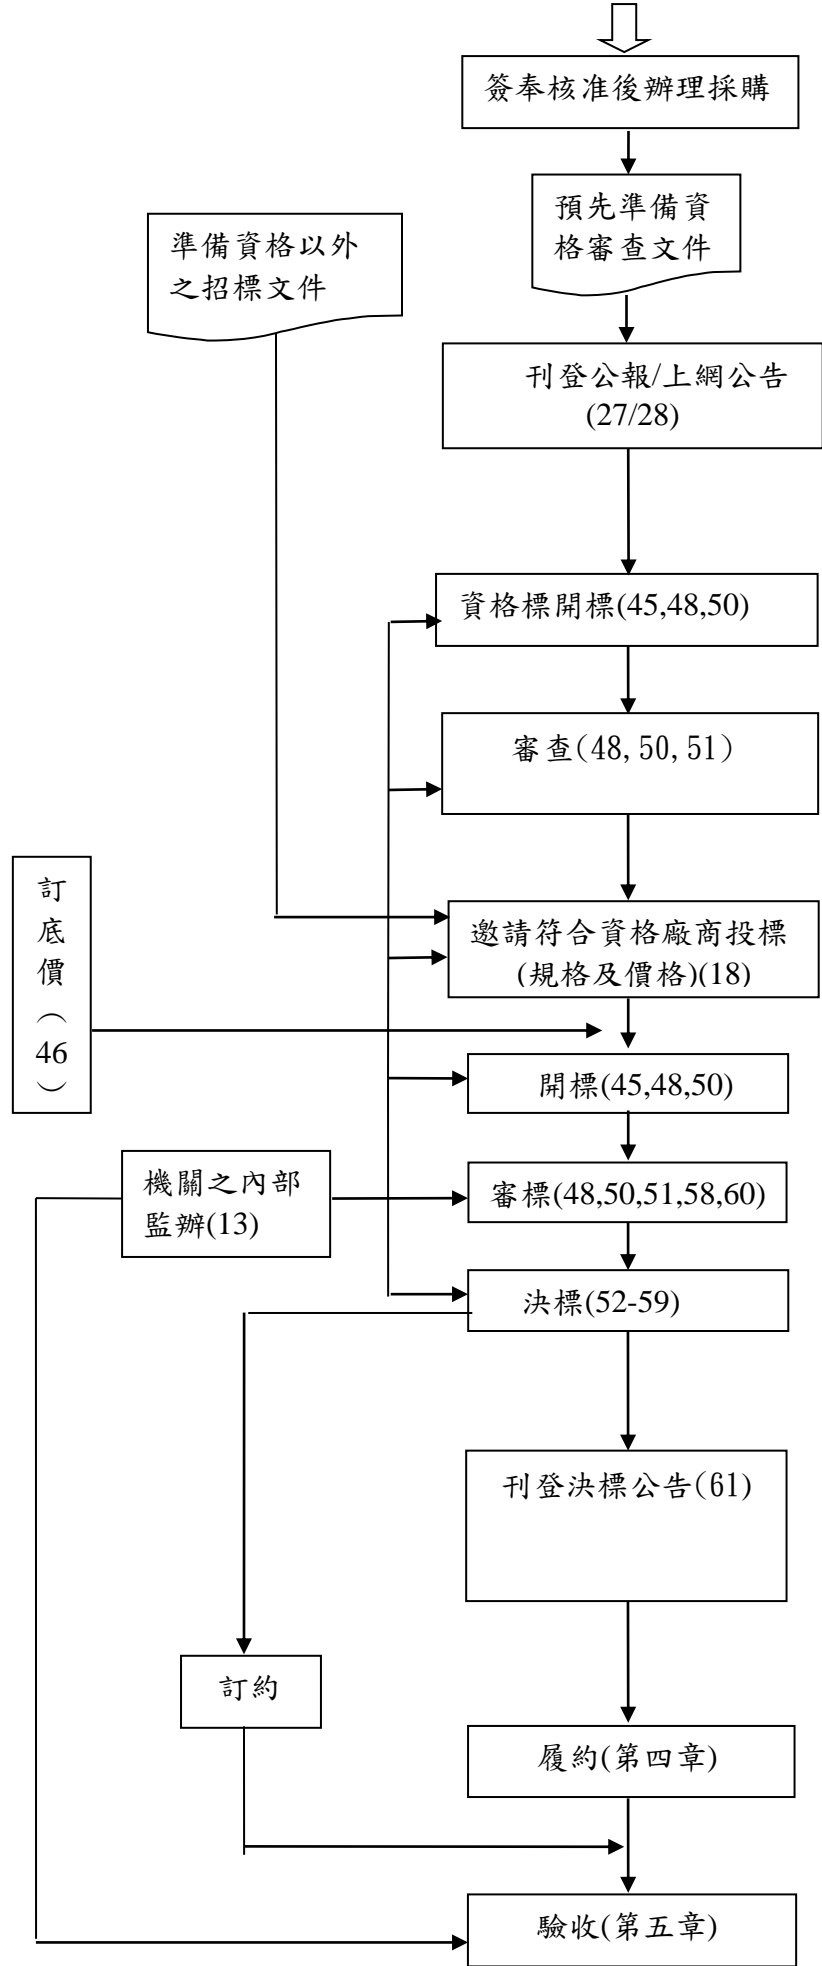 簽奉核准後辦理採購
預先準備資
格審查文件
準備資格以外
之招標文件
刊登公報/上網公告
(27/28)
資格標開標(45,48,50)
審查(48,50,51)
訂
底
價
︵
46
︶
邀請符合資格廠商投標
(規格及價格)(18)
開標(45,48,50)
機關之內部
監辦(13)
審標(48,50,51,58,60)
決標(52-59)
刊登決標公告(61)
訂約
履約(第四章)
驗收(第五章)